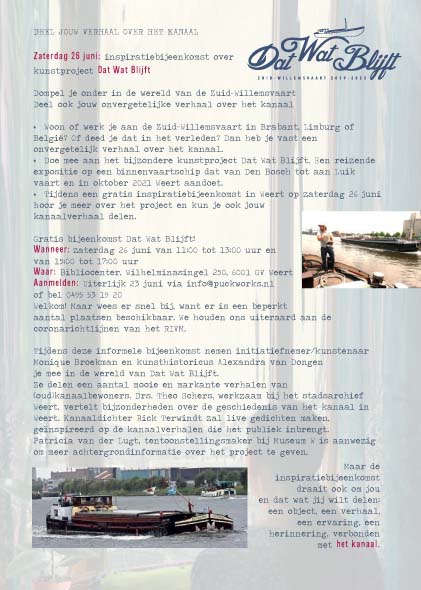 DEEL JOUW VERHAAL OVER HET KANAAL
Dat Wat Blijft
ZUID-WILLEMSVAART 2019-2022
Zaterdag 26 juni: inspiratiebijeenkomst over
kunstproject Dat Wat Blijft
Dompel je onder in de wereld van de Zuid-Willemsvaart
Deel ook jouw onvergetelijke verhaal over het kanaal
• Woon of werk je aan de Zuid-Willemsvaart in Brabant, Limburg of
België? Of deed je dat in het verleden? Dan heb je vast een
onvergetelijk verhaal over het kanaal.
• Doe mee aan het bijzondere kunstproject Dat Wat Blijft. Een reizende
expositie op een binnenvaartschip dat van Den Bosch tot aan Luik
vaart en in oktober 2021 Weert aandoet.
• Tijdens een gratis inspiratiebijeenkomst in Weert op zaterdag 26 juni
hoor je meer over het project en kun je ook jouw
kanaalverhaal delen.
Gratis bijeenkomst Dat Wat Blijft!
Wanneer: zaterdag 26 juni van 11:00 tot 13:00 uur en
van 15:00 tot 17:00 uur
Waar: Bibliocenter, Wilhelminasingel 250, 6001 GV Weert
Aanmelden: Uiterlijk 23 juni via info@puckworks.nl
of bel 0495 53 19 20
Welkom! Maar wees er snel bij want er is een beperkt
aantal plaatsen beschikbaar. We houden ons uiteraard aan de
coronarichtlijnen van het RIVM.
Tijdens deze informele bijeenkomst nemen initiatiefnemer/kunstenaar
Monique Broekman en kunsthistoricus Alexandra van Dongen
je mee in de wereld van Dat Wat Blijft.
Ze delen een aantal mooie en markante verhalen van
(oud)kanaalbewoners. Drs. Theo Schers, werkzaam bij het stadsarchief
Weert, vertelt bijzonderheden over de geschiedenis van het kanaal in
Weert. Kanaaldichter Rick Terwindt zal live gedichten maken,
geïnspireerd op de kanaalverhalen die het publiek inbrengt.
Patricia van der Lugt, tentoonstellingsmaker bij Museum W is aanwezig
om meer achtergrondinformatie over het project te geven.
Maar de
inspiratiebijeenkomst
draait ook om jou
en dat wat jij wilt delen:
een object, een verhaal,
een ervaring, een
herinnering, verbonden
met het kanaal.